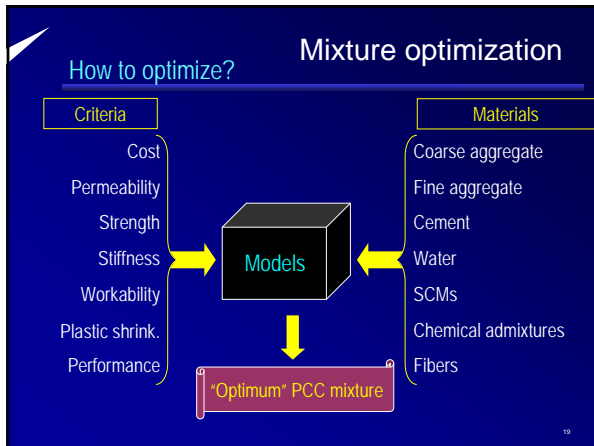 Mixture optimization
How to optimize?
Criteria
Cost
Permeability
Strength
Stiffness
Workability
Plastic shrink.
Performance
Models
"Optimum" PCC mixture
Materials
Coarse aggregate
Fine aggregate
Cement
Water
SCMs
Chemical admixtures
Fibers
19